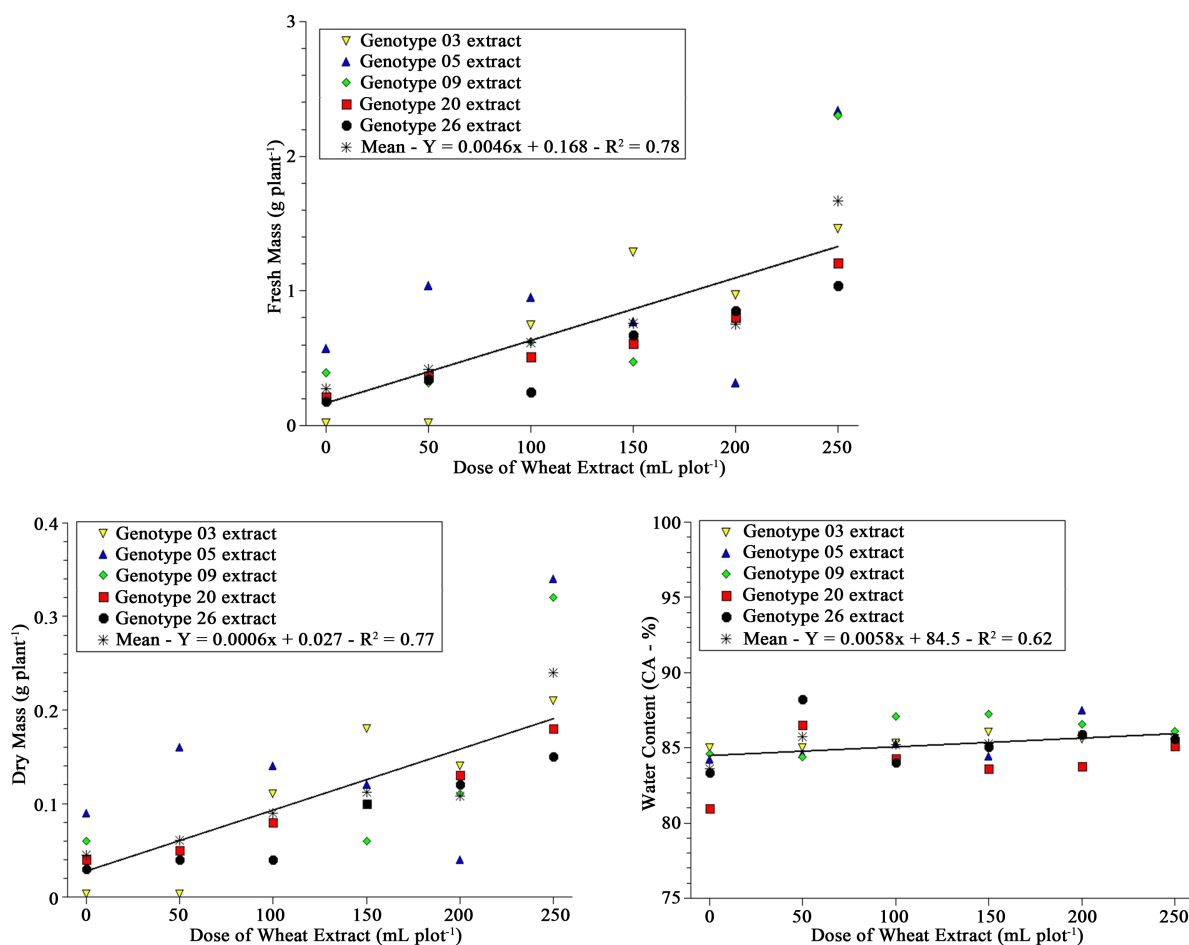 3
2
1
0
Fresh Mass (g plant⁻¹)
Genotype 03 extract
Genotype 05 extract
Genotype 09 extract
Genotype 20 extract
Genotype 26 extract
Mean - Y = 0.0046x + 0.168 - R² = 0.78
0 50 100 150 200 250
Dose of Wheat Extract (mL plot⁻¹)
0.4
0.3
0.2
0.1
0
Dry Mass (g plant⁻¹)
Genotype 03 extract
Genotype 05 extract
Genotype 09 extract
Genotype 20 extract
Genotype 26 extract
Mean - Y = 0.0006x + 0.027 - R² = 0.77
0 50 100 150 200 250
Dose of Wheat Extract (mL plot⁻¹)
100
95
90
85
80
75
Water Content (CA - %)
Genotype 03 extract
Genotype 05 extract
Genotype 09 extract
Genotype 20 extract
Genotype 26 extract
Mean - Y = 0.0058x + 84.5 - R² = 0.62
0 50 100 150 200 250
Dose of Wheat Extract (mL plot⁻¹)